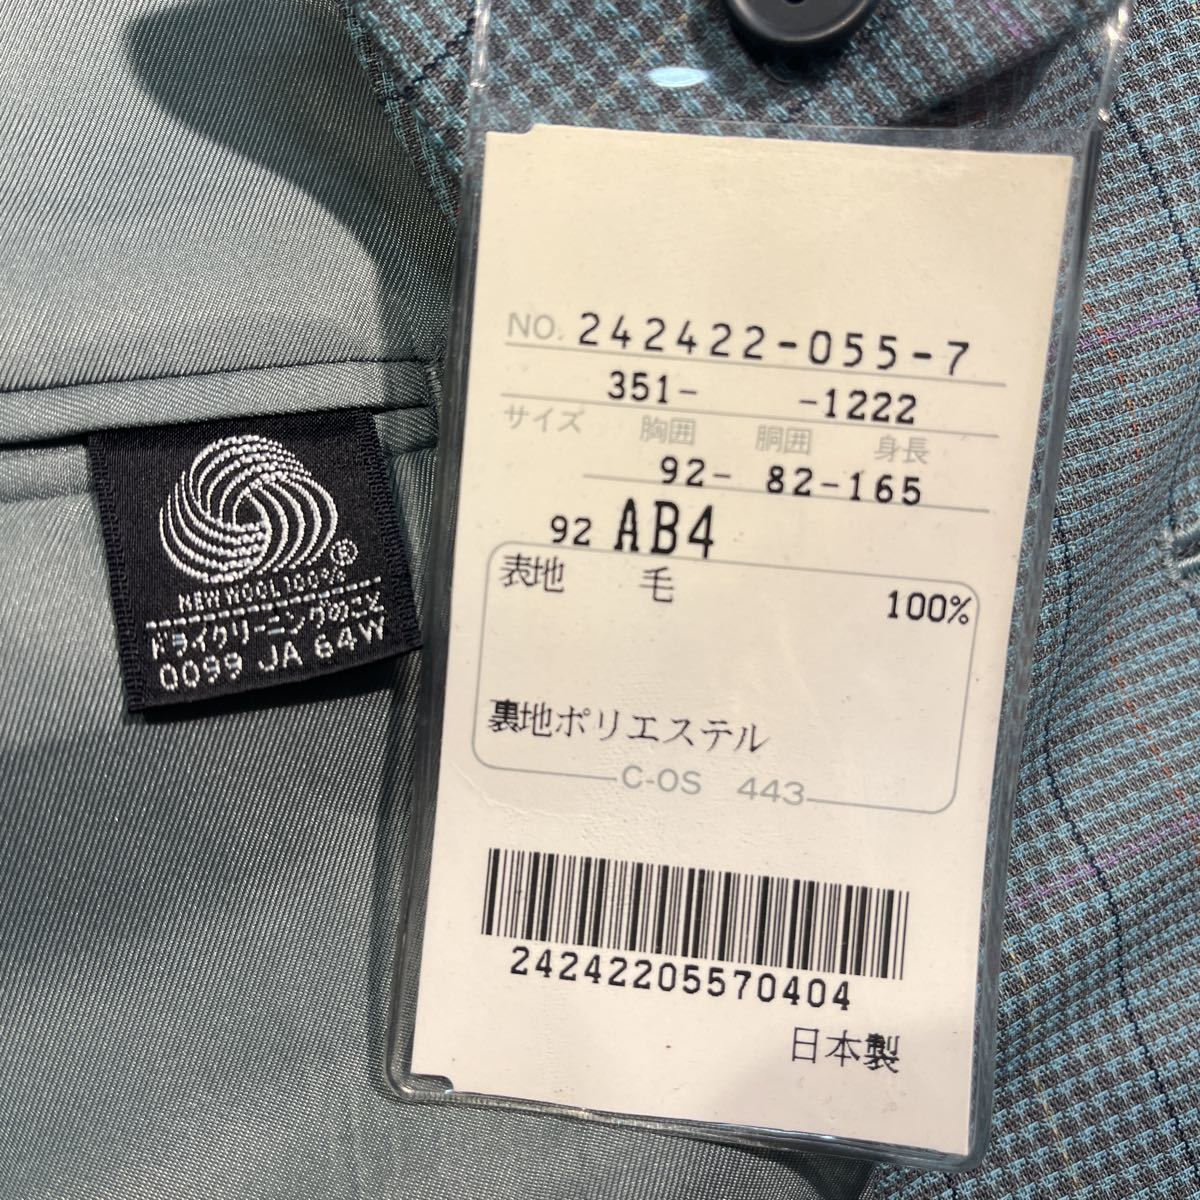 NO. 242422-055-7
351- -1222
サイズ 胸囲 胴囲 身長
92- 82-165
92 AB4
表地 毛 100%
裏地ポリエステル
C-OS 443
24242205570404
日本製
®
NEW WOOL 100%
ドライクリーニングのこと
0099 JA 64W